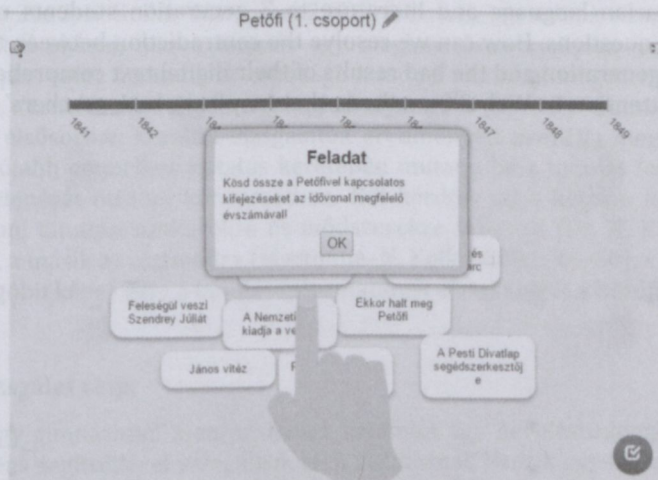 Petőfi (1. csoport)
1841
1842
1847
1848
1849
Feladat
Kösd össze a Petőfivel kapcsolatos
kifejezéseket az idővonal megfelelő
évszámával!
OK
és
Feleségül veszi
Szendrey Júliát
A Nemzeti
kiadja a
Ekkor halt meg
Petőfi
János vitéz
A Pesti Divatlap
segédszerkesztőj
e